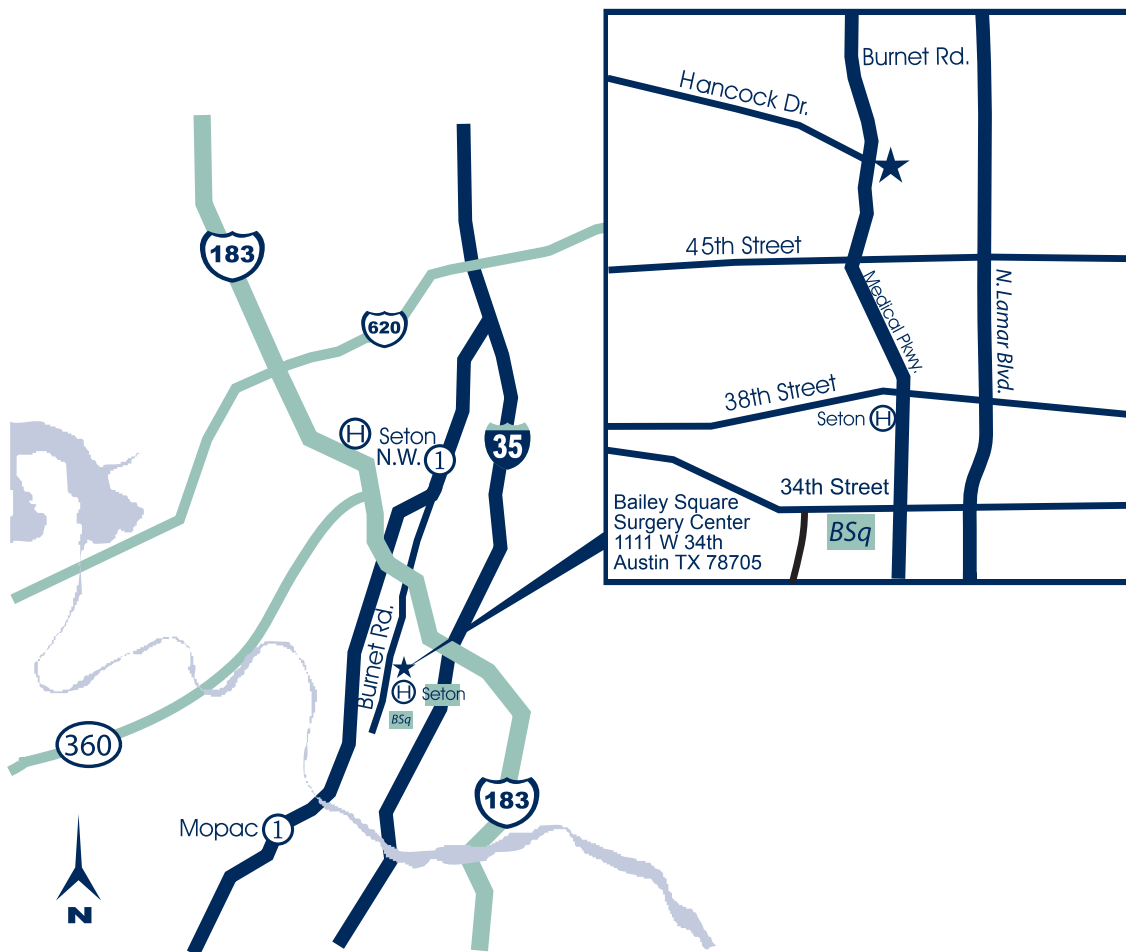 Burnet Rd.
Hancock Dr.
45th Street
Medical Pkwy.
N. Lamar Blvd.
38th Street
Seton H
34th Street
Bailey Square
Surgery Center
1111 W 34th
Austin TX 78705
BSq
183
620
H Seton
N.W. 1
35
Burnet Rd.
H Seton
BSq
360
183
Mopac 1
N